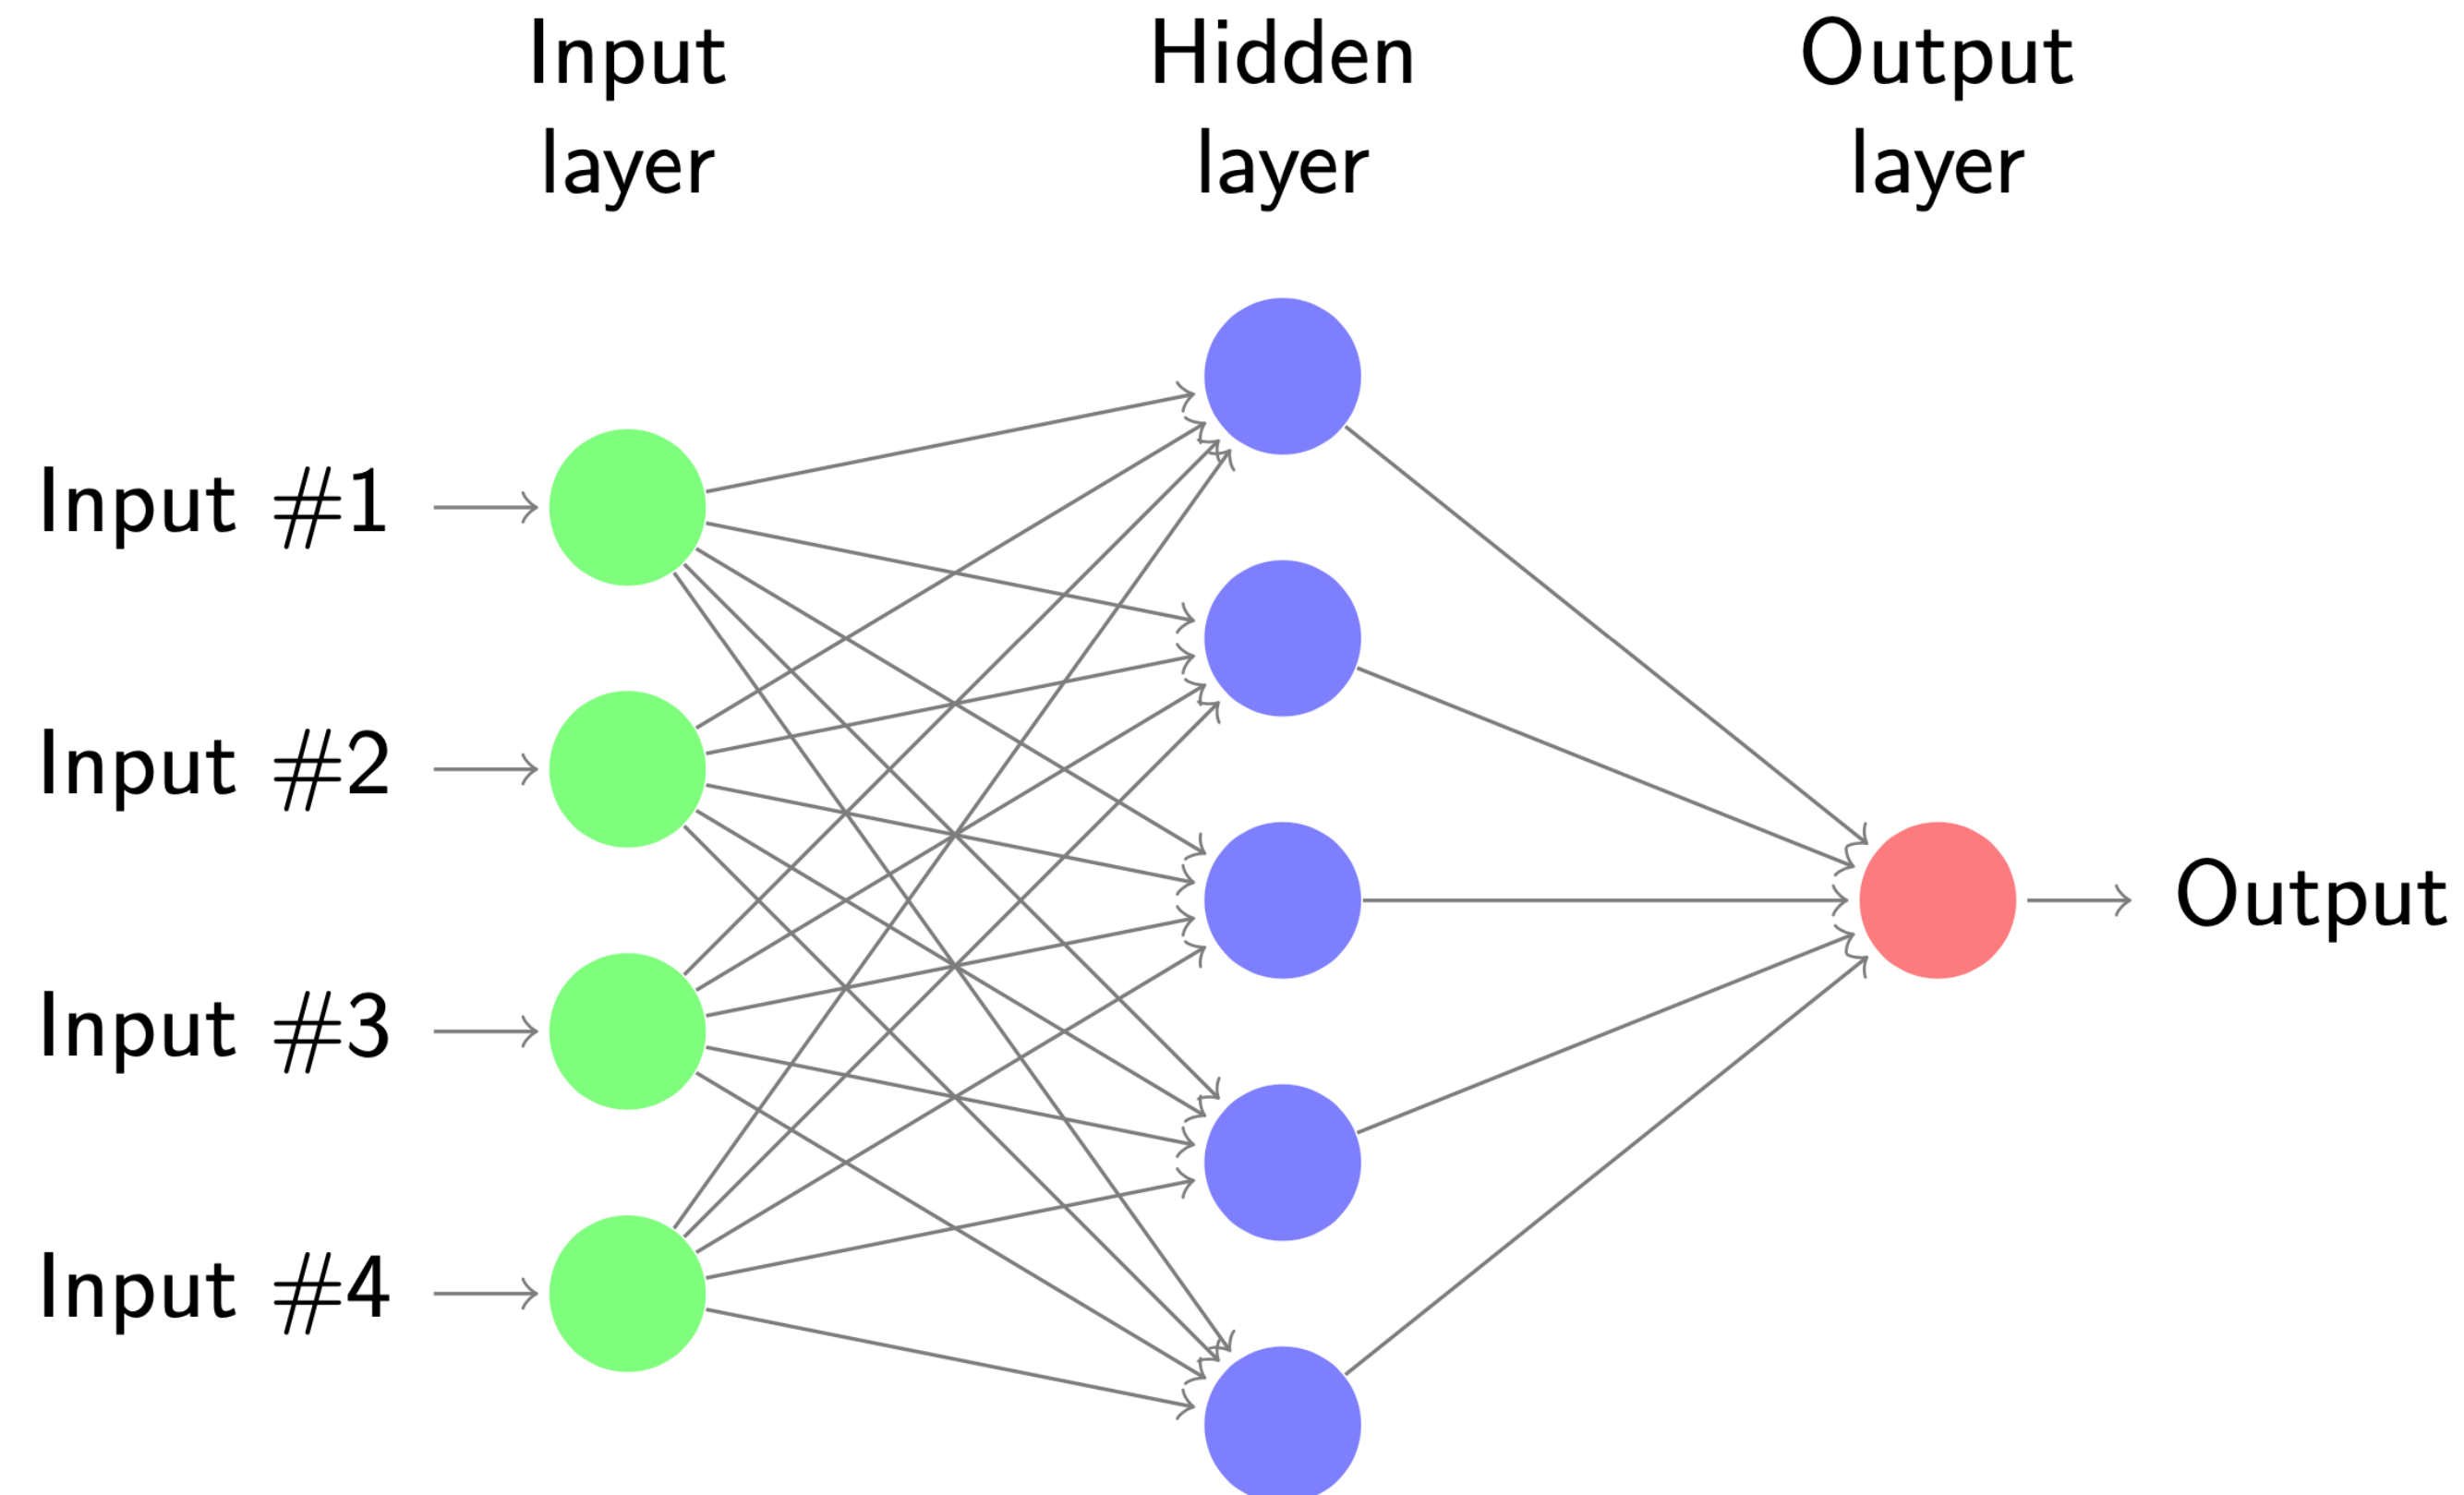 Input
layer
Hidden
layer
Output
layer
Input #1
Input #2
Input #3
Input #4
Output